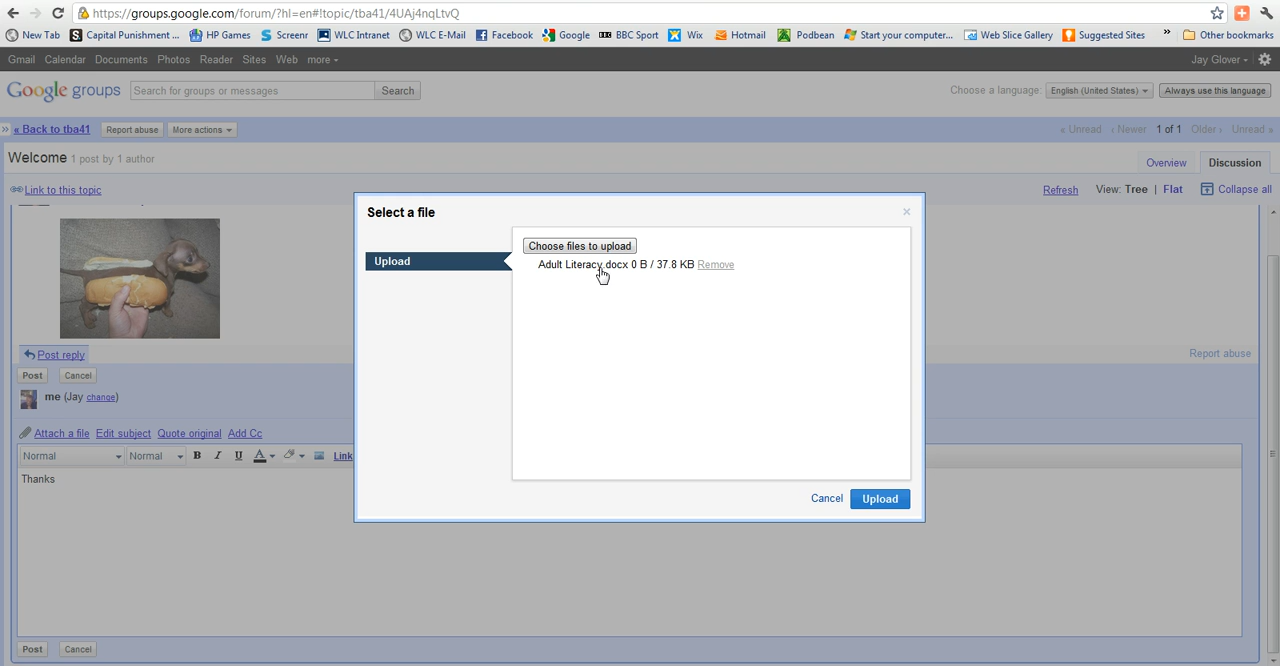 https://groups.google.com/forum/?hl=en#!topic/tba41/4UAj4nqLtvQ
New Tab Capital Punishment ... HP Games Screenr WLC Intranet WLC E-Mail Facebook Google BBC Sport Wix Hotmail Podbean Start your computer... Web Slice Gallery Suggested Sites » Other bookmarks
Gmail Calendar Documents Photos Reader Sites Web more Jay Glover
Google groups Search for groups or messages Search Choose a language: English (United States) Always use this language
» « Back to tba41 Report abuse More actions « Unread ‹ Newer 1 of 1 Older › Unread »
Welcome 1 post by 1 author Overview Discussion
Link to this topic Refresh View: Tree | Flat Collapse all
Select a file ×
Choose files to upload
Upload
Adult Literacy.docx 0 B / 37.8 KB Remove
Post reply Report abuse
Post Cancel
me (Jay change)
Attach a file Edit subject Quote original Add Cc
Normal Normal B I U A Link
Thanks
Cancel Upload
Post Cancel